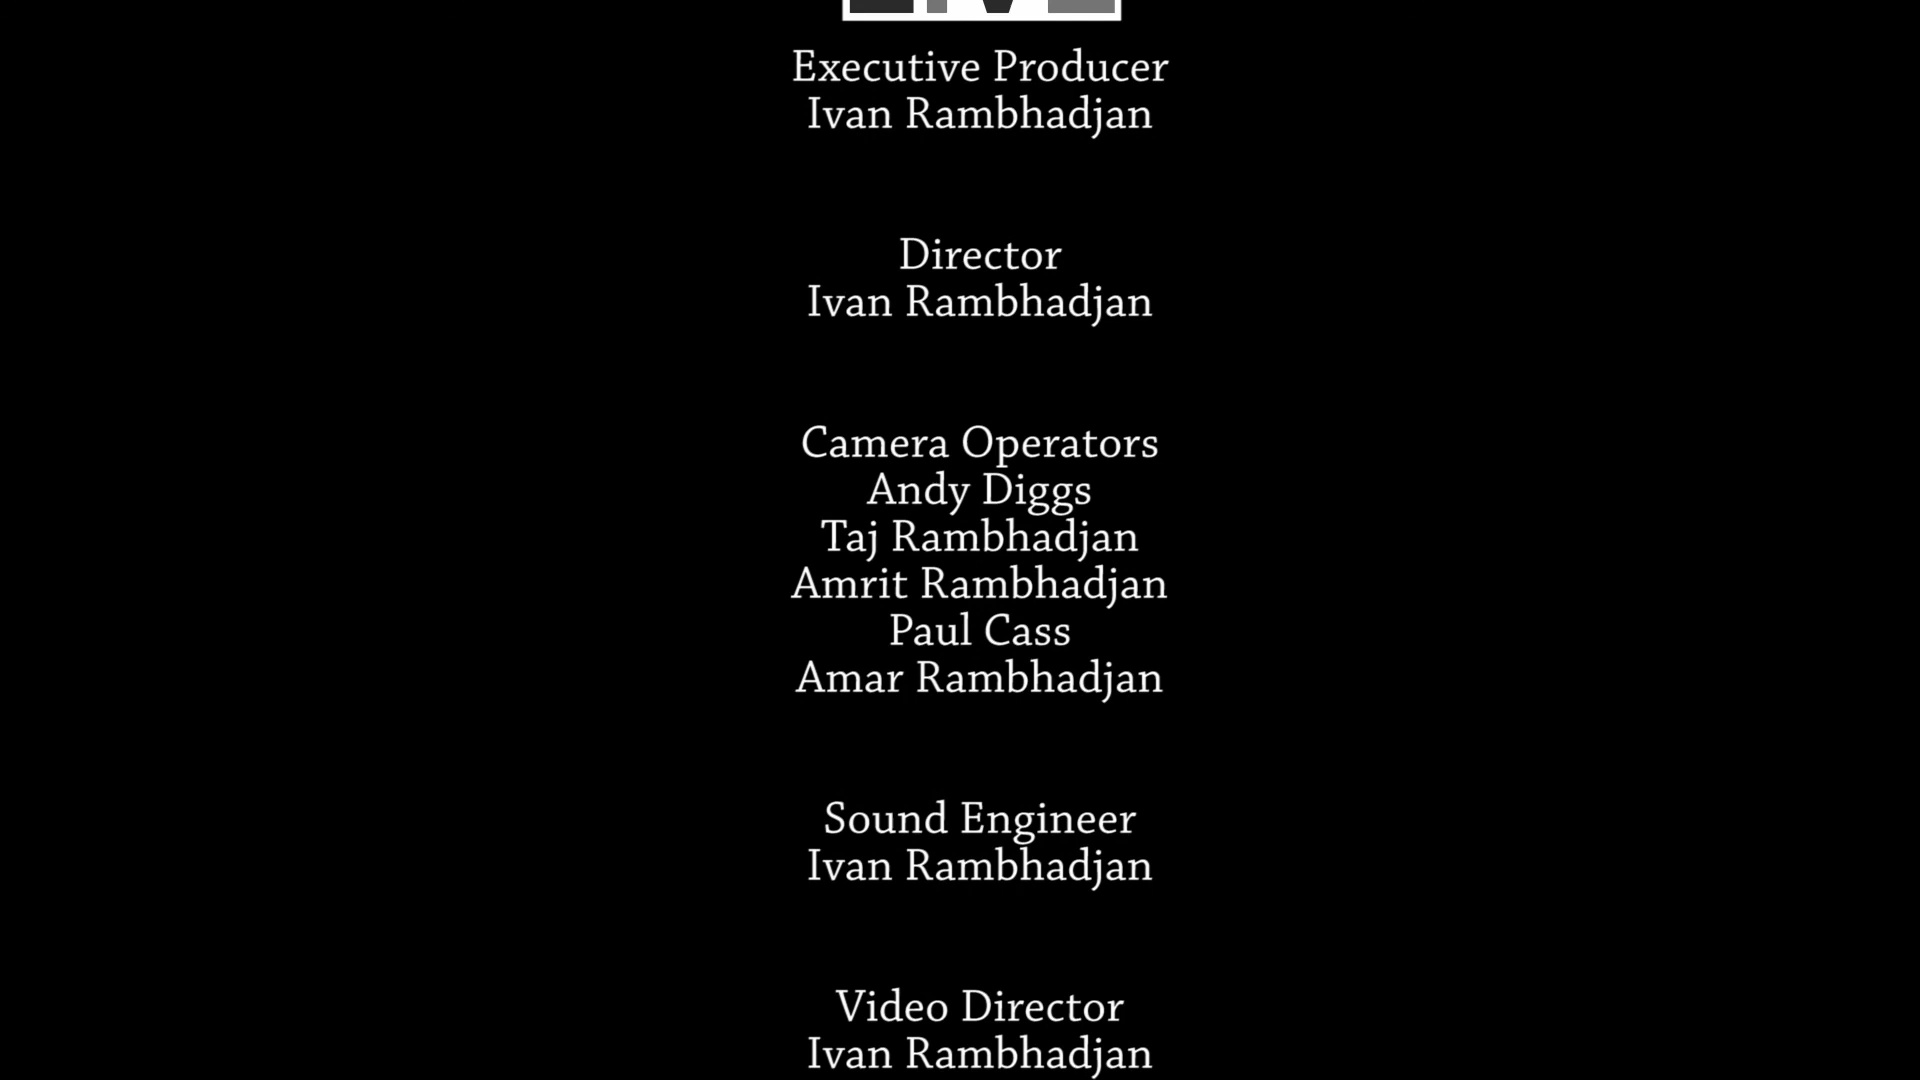 Executive Producer
Ivan Rambhadjan
Director
Ivan Rambhadjan
Camera Operators
Andy Diggs
Taj Rambhadjan
Amrit Rambhadjan
Paul Cass
Amar Rambhadjan
Sound Engineer
Ivan Rambhadjan
Video Director
Ivan Rambhadjan